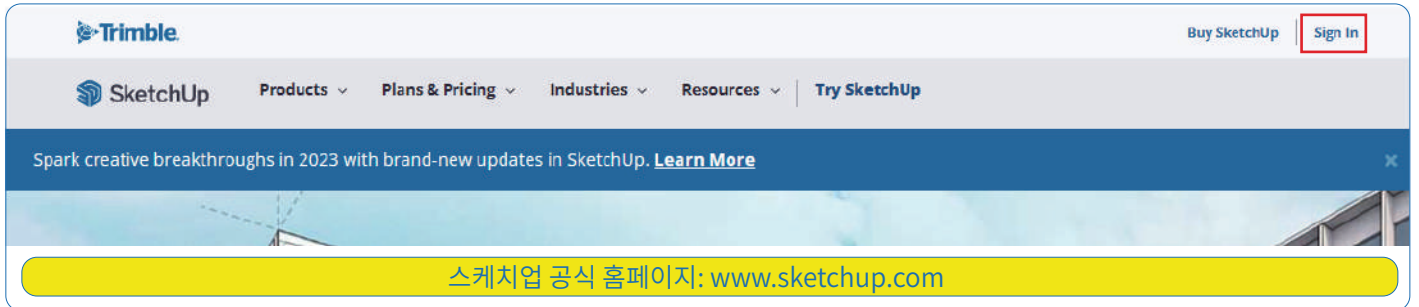 Trimble.
Buy SketchUp Sign In
SketchUp Products Plans & Pricing Industries Resources Try SketchUp
Spark creative breakthroughs in 2023 with brand-new updates in SketchUp. Learn More
스케치업 공식 홈페이지: www.sketchup.com